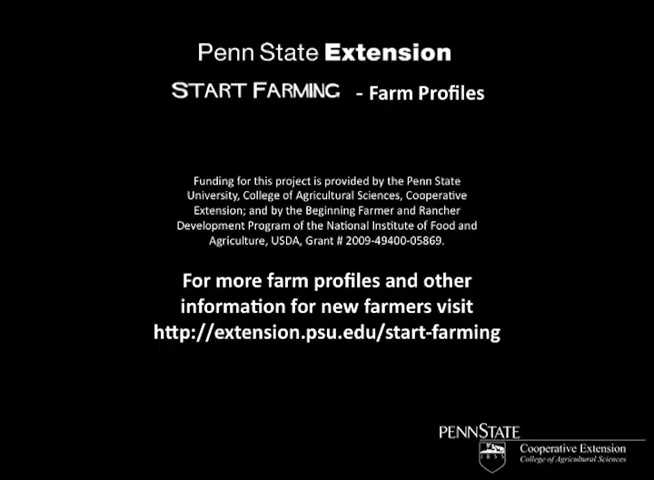 Penn State Extension
START FARMING - Farm Profiles
Funding for this project is provided by the Penn State
University, College of Agricultural Sciences, Cooperative
Extension; and by the Beginning Farmer and Rancher
Development Program of the National Institute of Food and
Agriculture, USDA, Grant # 2009-49400-05869.
For more farm profiles and other
information for new farmers visit
http://extension.psu.edu/start-farming
PENNSTATE
1855
Cooperative Extension
College of Agricultural Sciences